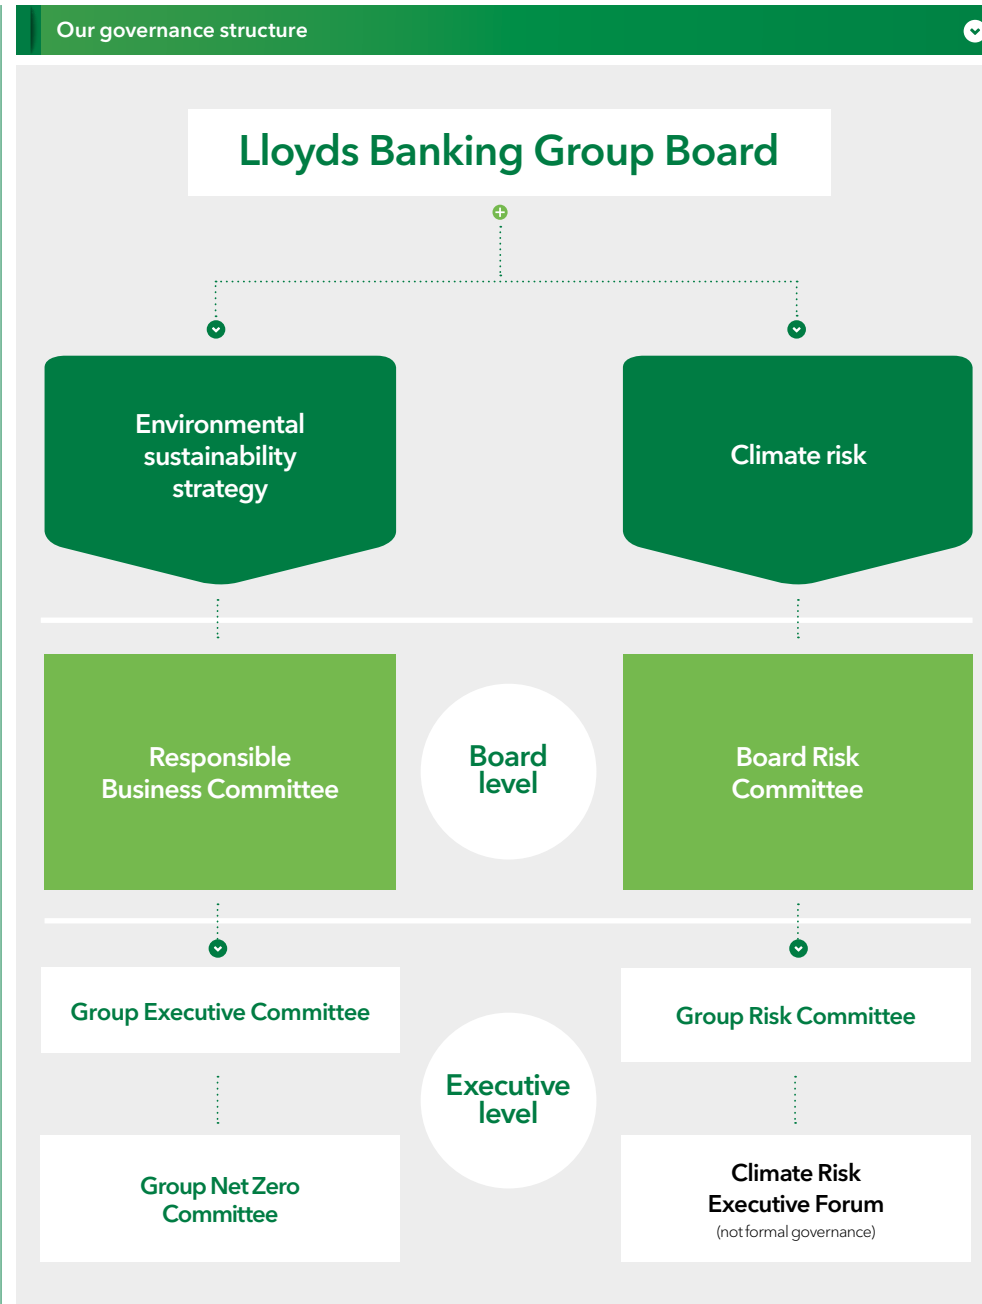 Our governance structure
Lloyds Banking Group Board
Environmental
sustainability
strategy
Climate risk
Responsible
Business Committee
Board
level
Board Risk
Committee
Group Executive Committee
Group Risk Committee
Executive
level
Group Net Zero
Committee
Climate Risk
Executive Forum
(not formal governance)